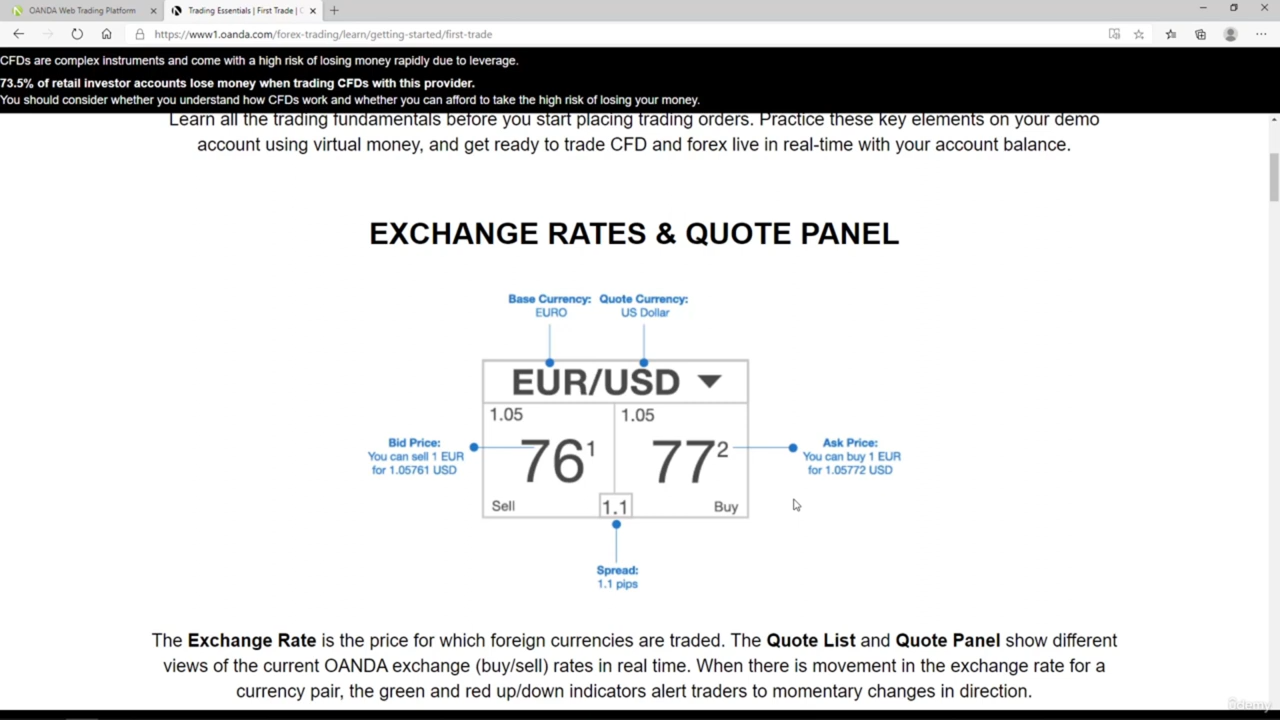 OANDA Web Trading Platform
Trading Essentials | First Trade |
https://www1.oanda.com/forex-trading/learn/getting-started/first-trade
CFDs are complex instruments and come with a high risk of losing money rapidly due to leverage.
73.5% of retail investor accounts lose money when trading CFDs with this provider.
You should consider whether you understand how CFDs work and whether you can afford to take the high risk of losing your money.
Learn all the trading fundamentals before you start placing trading orders. Practice these key elements on your demo
account using virtual money, and get ready to trade CFD and forex live in real-time with your account balance.
EXCHANGE RATES & QUOTE PANEL
Base Currency: Quote Currency:
EURO US Dollar
EUR/USD
1.05 1.05
76¹ 77²
Bid Price:
You can sell 1 EUR
for 1.05761 USD
Ask Price:
You can buy 1 EUR
for 1.05772 USD
Sell 1.1 Buy
Spread:
1.1 pips
The Exchange Rate is the price for which foreign currencies are traded. The Quote List and Quote Panel show different
views of the current OANDA exchange (buy/sell) rates in real time. When there is movement in the exchange rate for a
currency pair, the green and red up/down indicators alert traders to momentary changes in direction.
ûdemy